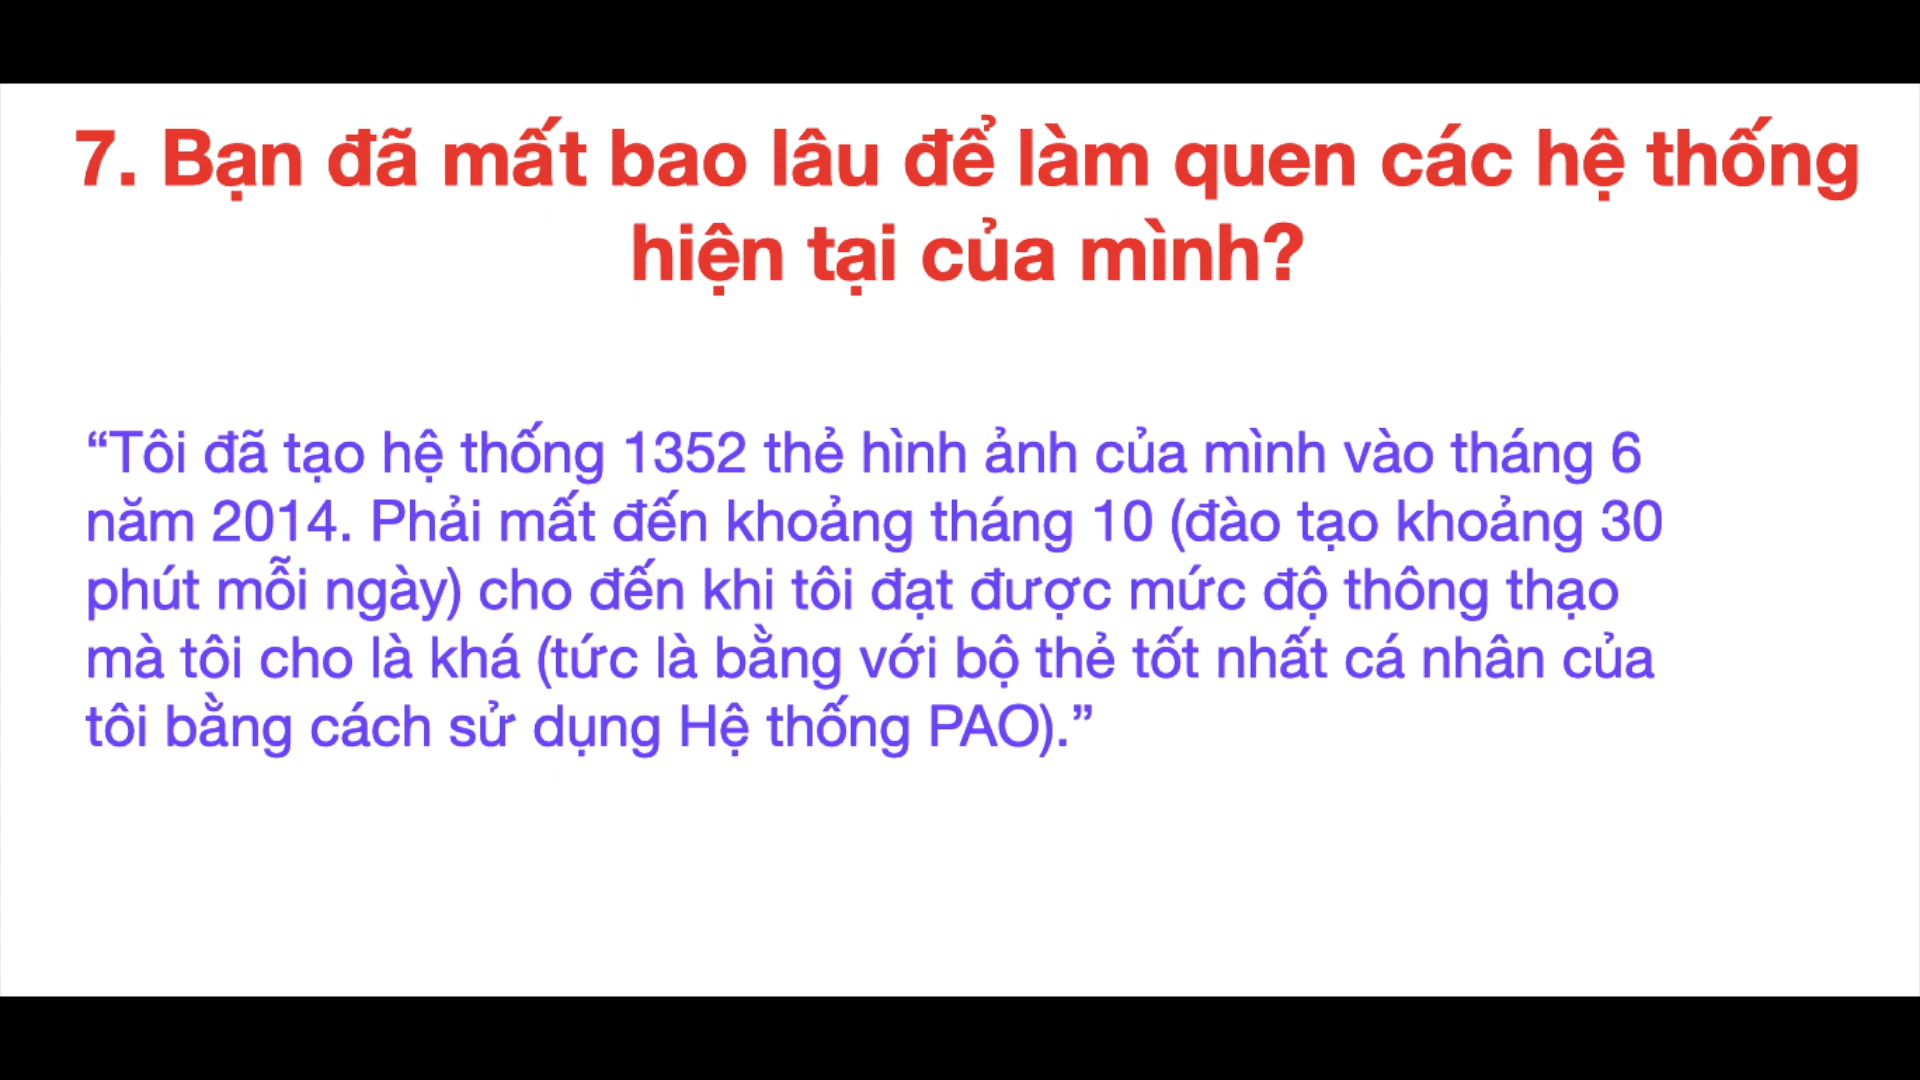 7. Bạn đã mất bao lâu để làm quen các hệ thống
hiện tại của mình?
“Tôi đã tạo hệ thống 1352 thẻ hình ảnh của mình vào tháng 6
năm 2014. Phải mất đến khoảng tháng 10 (đào tạo khoảng 30
phút mỗi ngày) cho đến khi tôi đạt được mức độ thông thạo
mà tôi cho là khá (tức là bằng với bộ thẻ tốt nhất cá nhân của
tôi bằng cách sử dụng Hệ thống PAO).”